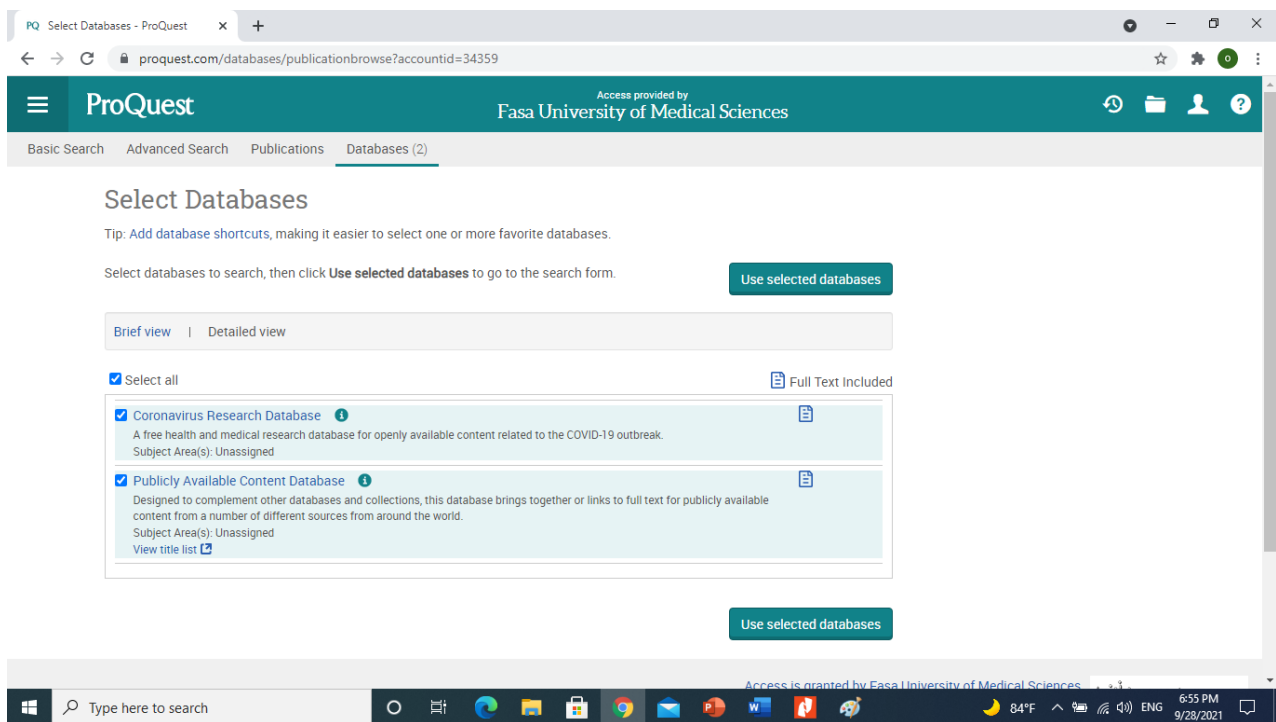 PQ Select Databases - ProQuest
proquest.com/databases/publicationbrowse?accountid=34359
ProQuest
Access provided by
Fasa University of Medical Sciences
Basic Search Advanced Search Publications Databases (2)
Select Databases
Tip: Add database shortcuts, making it easier to select one or more favorite databases.
Select databases to search, then click Use selected databases to go to the search form.
Use selected databases
Brief view | Detailed view
Select all
Full Text Included
Coronavirus Research Database
A free health and medical research database for openly available content related to the COVID-19 outbreak.
Subject Area(s): Unassigned
Publicly Available Content Database
Designed to complement other databases and collections, this database brings together or links to full text for publicly available
content from a number of different sources from around the world.
Subject Area(s): Unassigned
View title list
Use selected databases
Access is granted by Fasa University of Medical Sciences
Type here to search
84°F
ENG
6:55 PM
9/28/2021